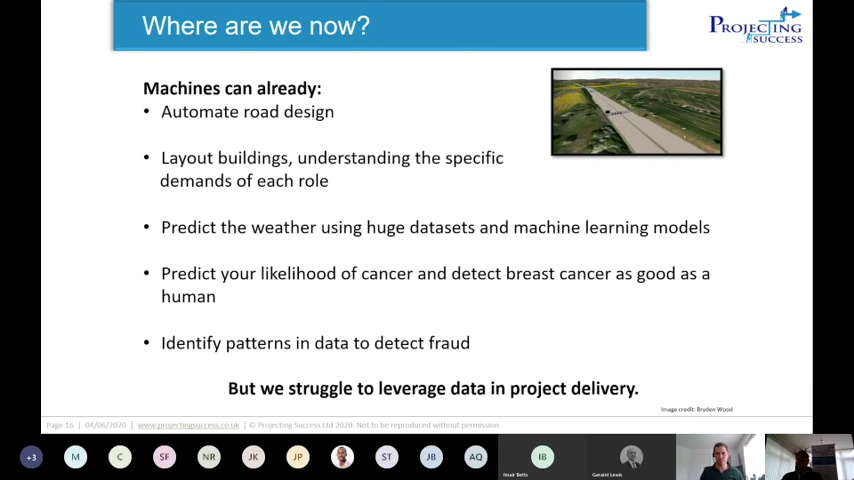 Where are we now?
PROJECTING
SUCCESS
Machines can already:
• Automate road design
• Layout buildings, understanding the specific
demands of each role
• Predict the weather using huge datasets and machine learning models
• Predict your likelihood of cancer and detect breast cancer as good as a
human
• Identify patterns in data to detect fraud
But we struggle to leverage data in project delivery.
Image credit: Bryden Wood
Page 16 | 04/06/2020 | www.projectingsuccess.co.uk | © Projecting Success Ltd 2020. Not to be reproduced without permission
+3 M C SF NR JK JP ST JB AQ IB
Imair Betts
Geraint Lewis